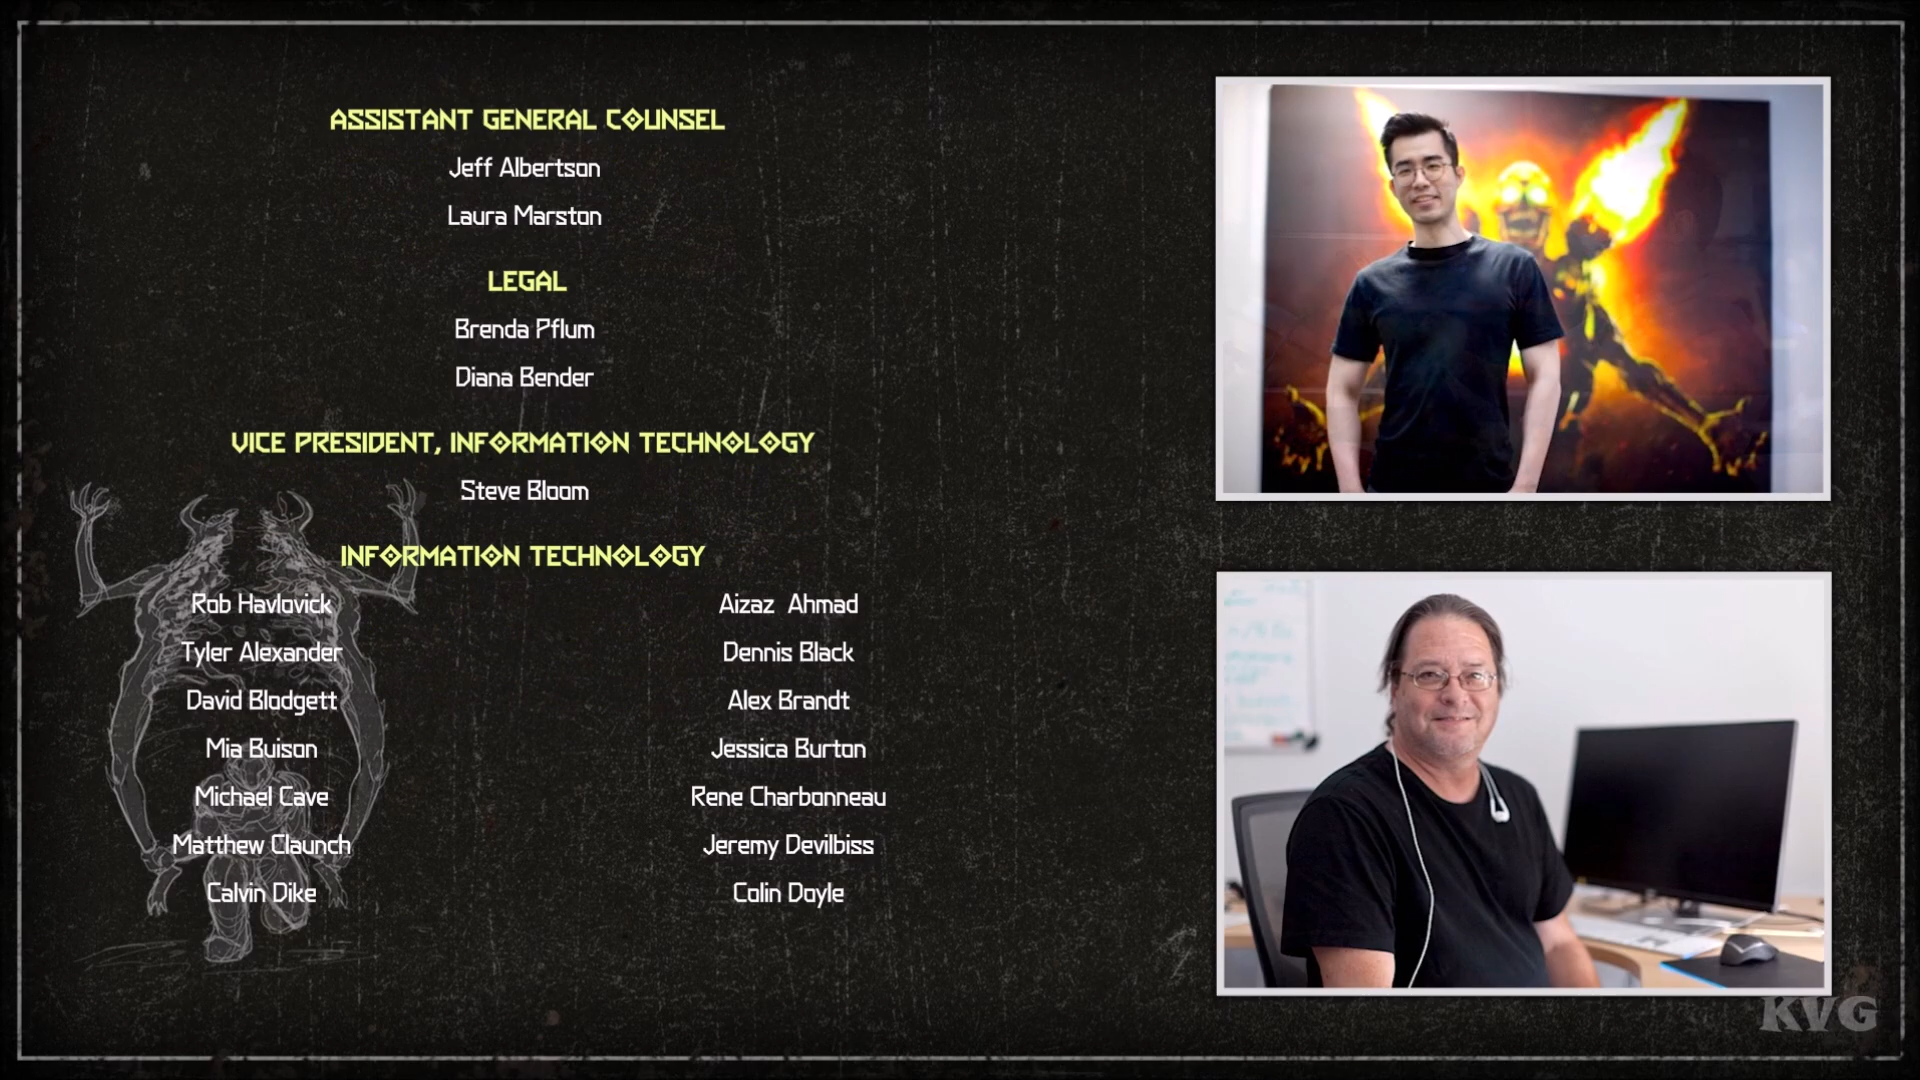 ASSISTANT GENERAL COUNSEL
Jeff Albertson
Laura Marston
LEGAL
Brenda Pflum
Diana Bender
VICE PRESIDENT, INFORMATION TECHNOLOGY
Steve Bloom
INFORMATION TECHNOLOGY
Rob Havlovick
Aizaz Ahmad
Tyler Alexander
Dennis Black
David Blodgett
Alex Brandt
Mia Buison
Jessica Burton
Michael Cave
Rene Charbonneau
Matthew Claunch
Jeremy Devilbiss
Calvin Dike
Colin Doyle
KVG